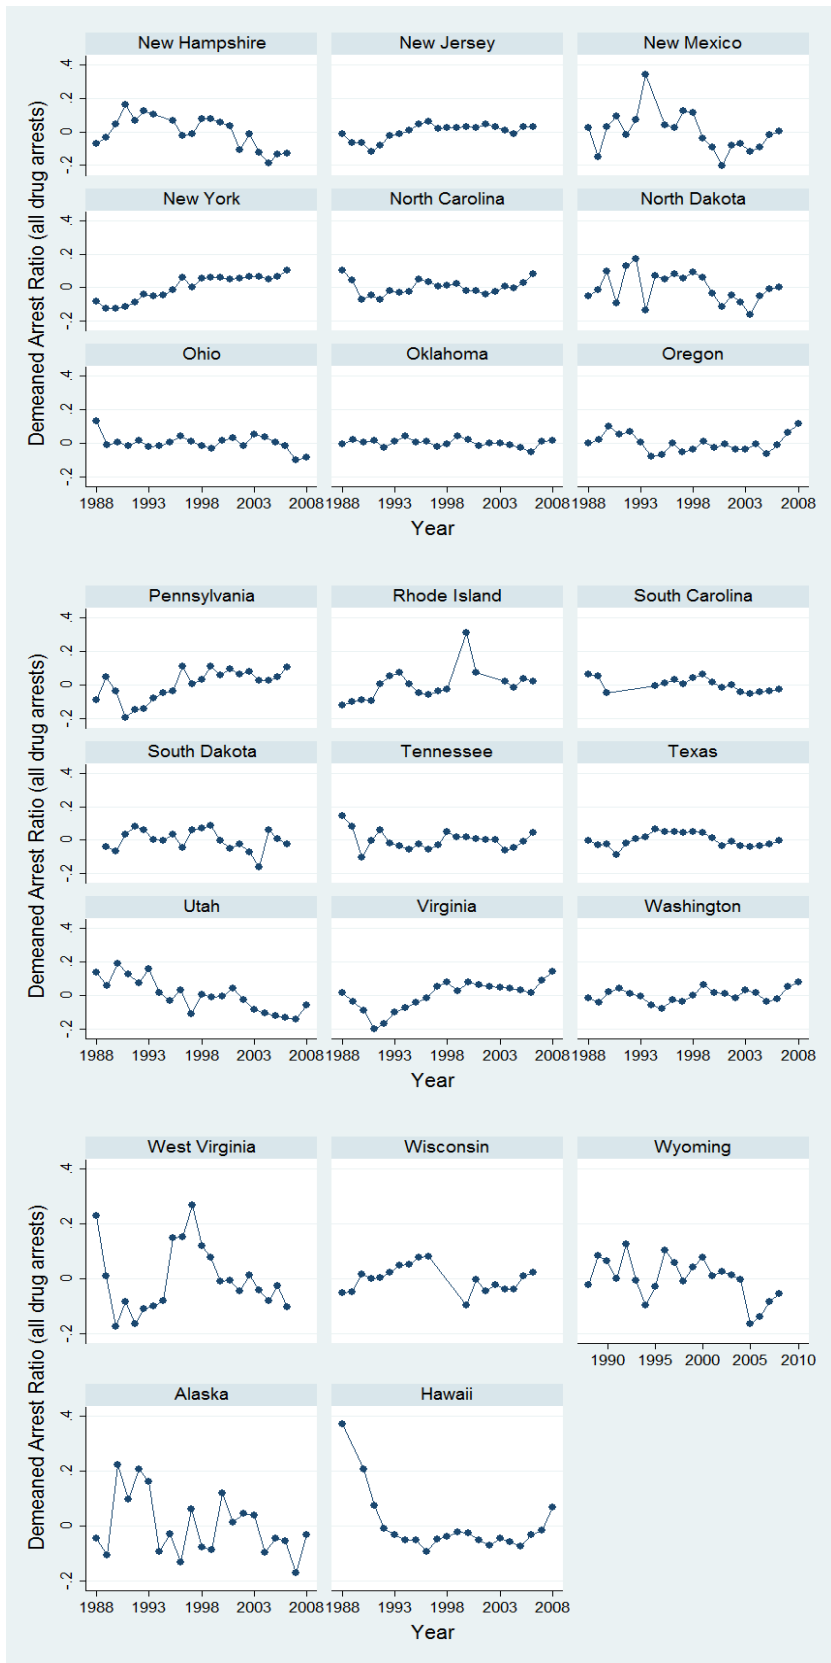 New Hampshire New Jersey New Mexico
.4
.2
0
-.2
New York North Carolina North Dakota
.4
.2
0
-.2
Ohio Oklahoma Oregon
.4
.2
0
-.2
Demeaned Arrest Ratio (all drug arrests)
1988 1993 1998 2003 2008 1988 1993 1998 2003 2008 1988 1993 1998 2003 2008
Year
Pennsylvania Rhode Island South Carolina
.4
.2
0
-.2
South Dakota Tennessee Texas
.4
.2
0
-.2
Utah Virginia Washington
.4
.2
0
-.2
Demeaned Arrest Ratio (all drug arrests)
1988 1993 1998 2003 2008 1988 1993 1998 2003 2008 1988 1993 1998 2003 2008
Year
West Virginia Wisconsin Wyoming
.4
.2
0
-.2
1990 1995 2000 2005 2010
Alaska Hawaii
.4
.2
0
-.2
Demeaned Arrest Ratio (all drug arrests)
1988 1993 1998 2003 2008 1988 1993 1998 2003 2008
Year